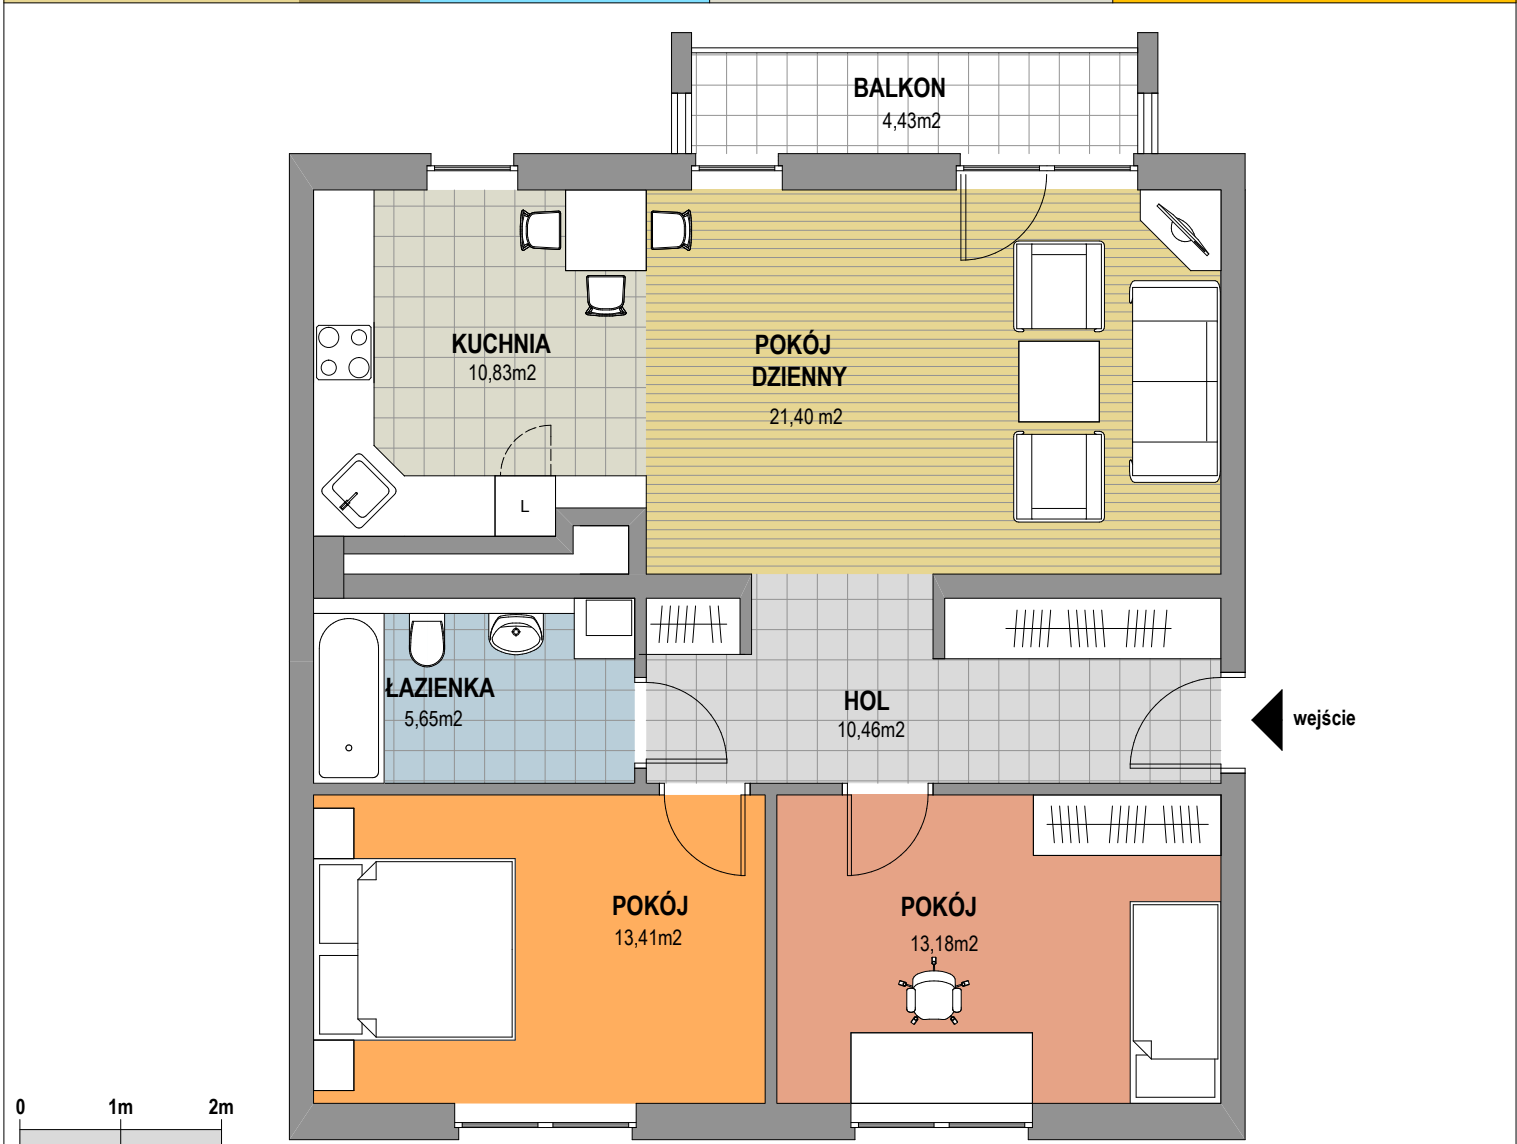 BALKON
4,43m2
KUCHNIA
10,83m2
POKÓJ
DZIENNY
21,40 m2
L
ŁAZIENKA
5,65m2
HOL
10,46m2
wejście
POKÓJ
13,41m2
POKÓJ
13,18m2
0 1m 2m